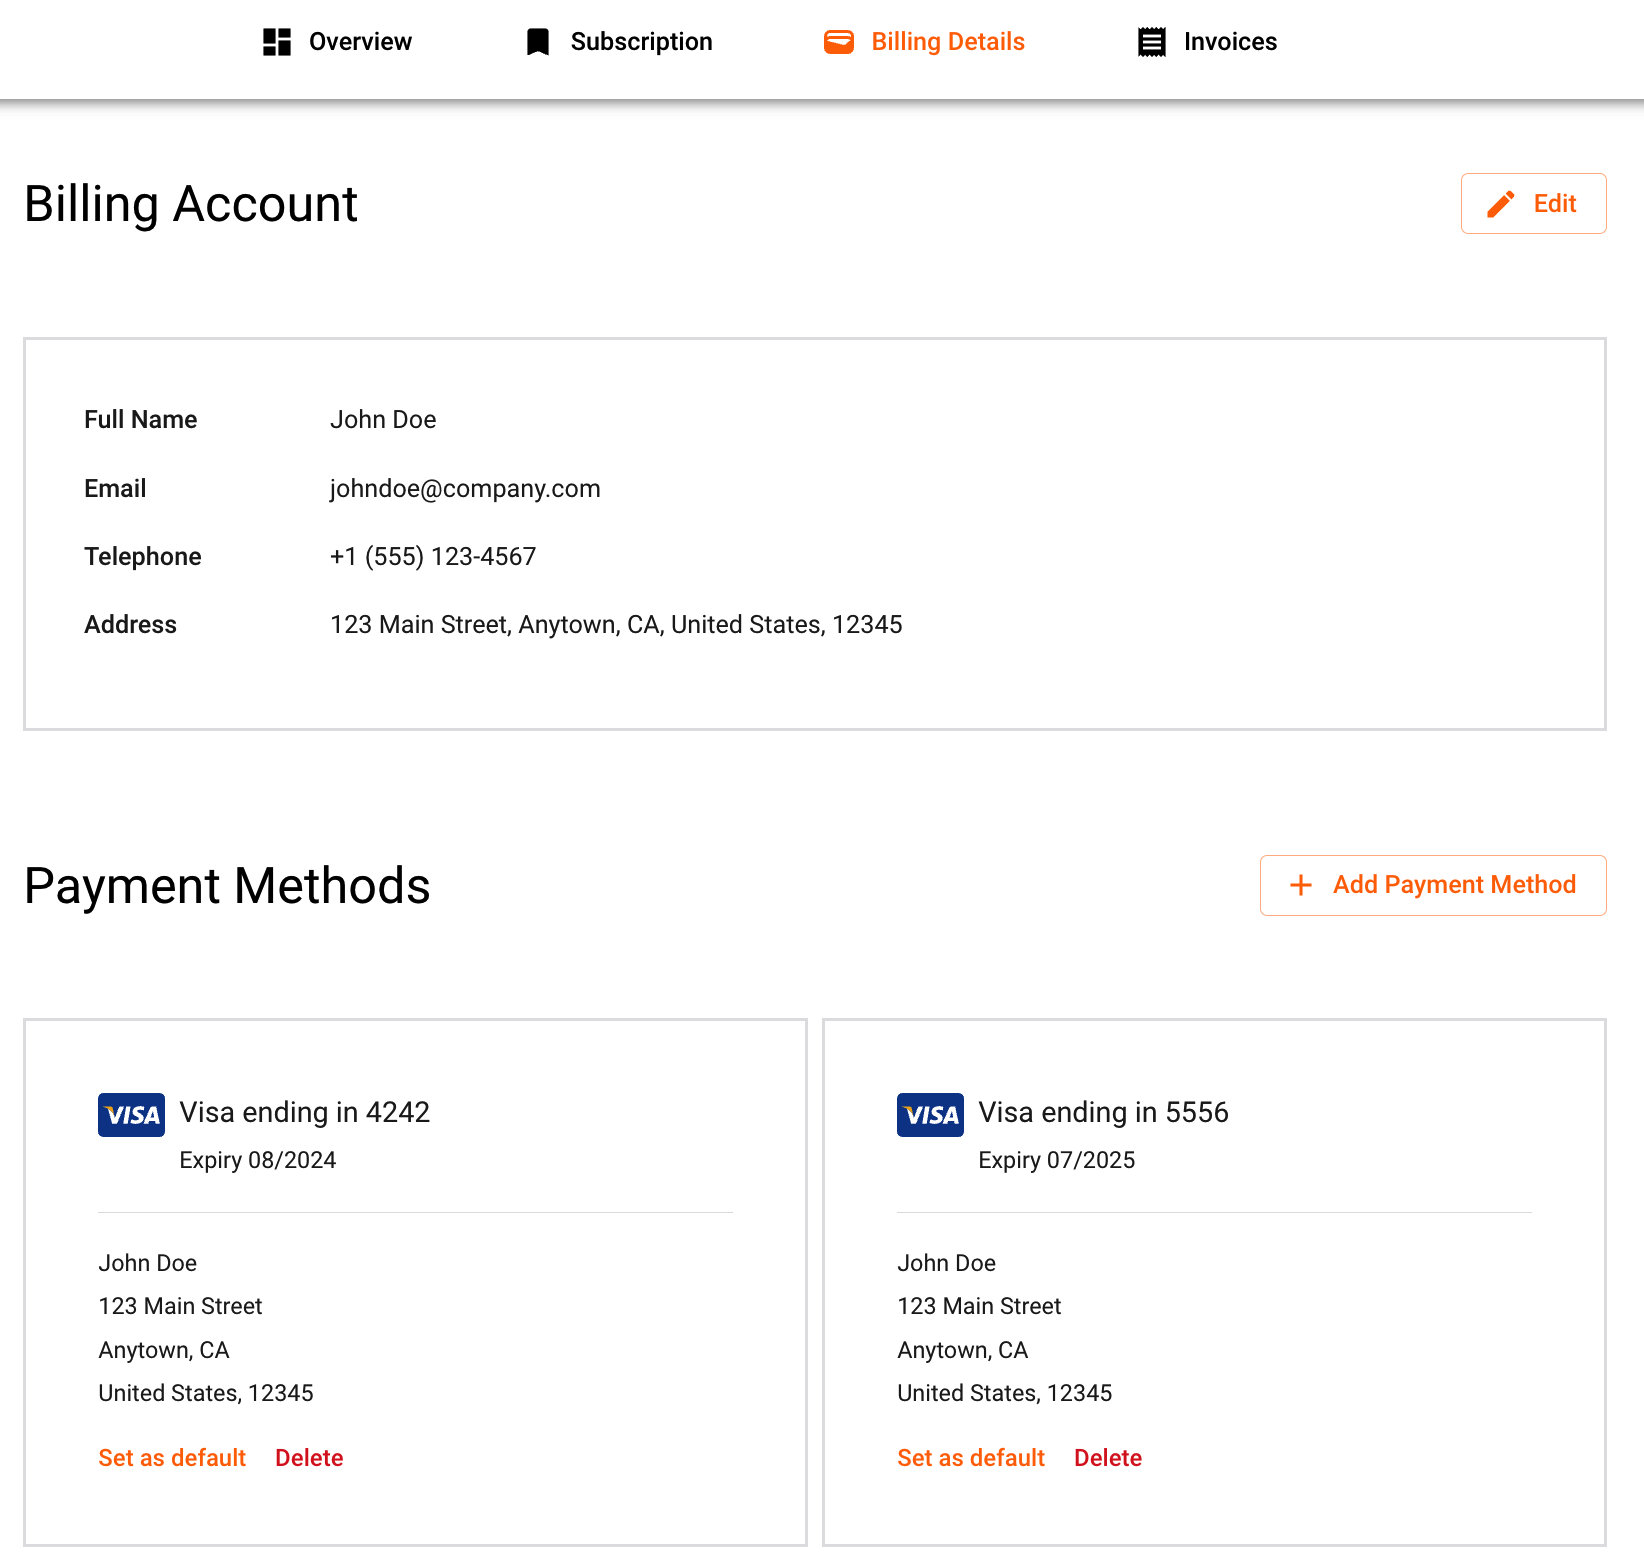 Overview Subscription Billing Details Invoices
Billing Account
Edit
Full Name John Doe
Email johndoe@company.com
Telephone +1 (555) 123-4567
Address 123 Main Street, Anytown, CA, United States, 12345
Payment Methods
Add Payment Method
VISA Visa ending in 4242
Expiry 08/2024
John Doe
123 Main Street
Anytown, CA
United States, 12345
Set as default Delete
VISA Visa ending in 5556
Expiry 07/2025
John Doe
123 Main Street
Anytown, CA
United States, 12345
Set as default Delete